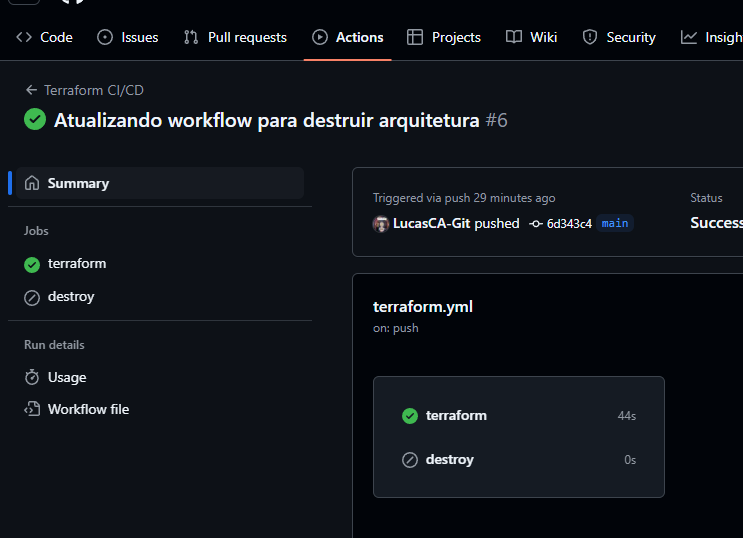 Code Issues Pull requests Actions Projects Wiki Security Insigh
Terraform CI/CD
Atualizando workflow para destruir arquitetura #6
Summary
Jobs
terraform
destroy
Run details
Usage
Workflow file
Triggered via push 29 minutes ago
LucasCA-Git pushed 6d343c4 main
Status
Success
terraform.yml
on: push
terraform 44s
destroy 0s